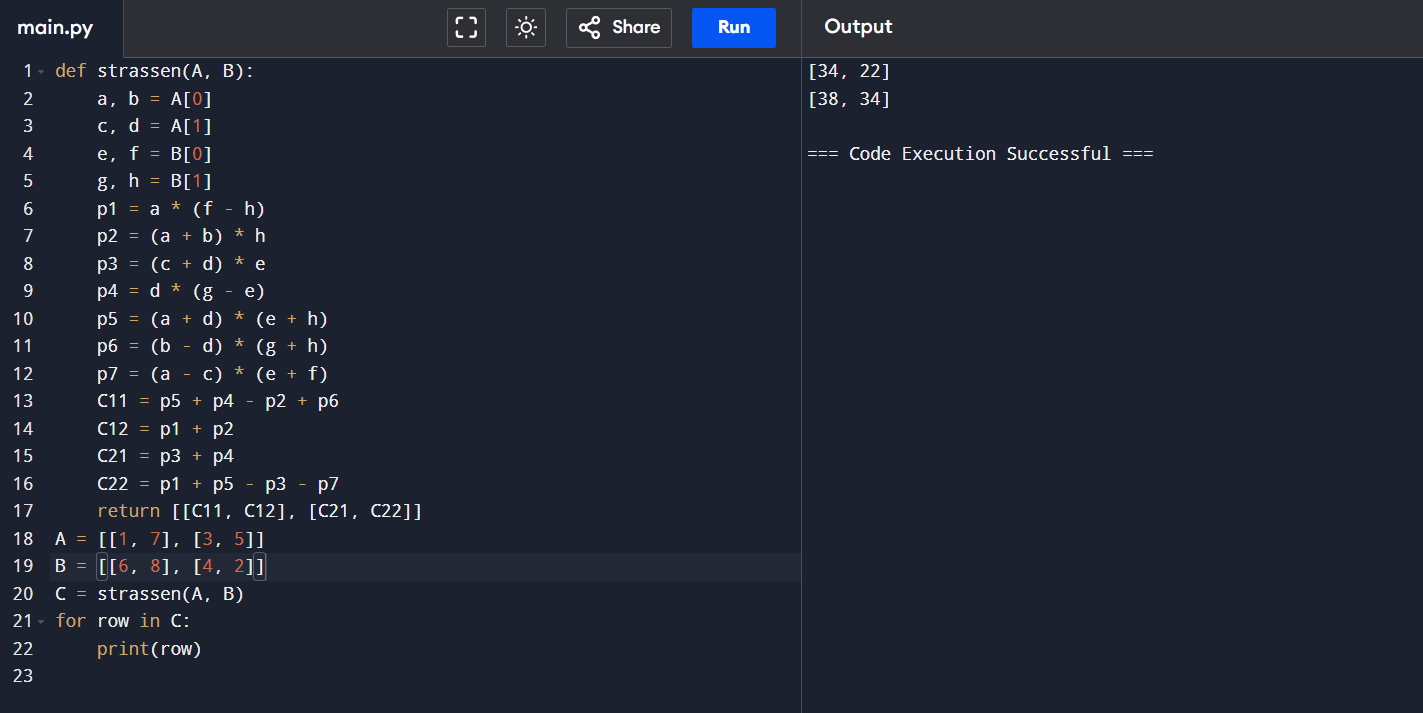 main.py
Share
Run
Output
1 def strassen(A, B):
2     a, b = A[0]
3     c, d = A[1]
4     e, f = B[0]
5     g, h = B[1]
6     p1 = a * (f - h)
7     p2 = (a + b) * h
8     p3 = (c + d) * e
9     p4 = d * (g - e)
10     p5 = (a + d) * (e + h)
11     p6 = (b - d) * (g + h)
12     p7 = (a - c) * (e + f)
13     C11 = p5 + p4 - p2 + p6
14     C12 = p1 + p2
15     C21 = p3 + p4
16     C22 = p1 + p5 - p3 - p7
17     return [[C11, C12], [C21, C22]]
18 A = [[1, 7], [3, 5]]
19 B = [[6, 8], [4, 2]]
20 C = strassen(A, B)
21 for row in C:
22     print(row)
23
[34, 22]
[38, 34]
=== Code Execution Successful ===